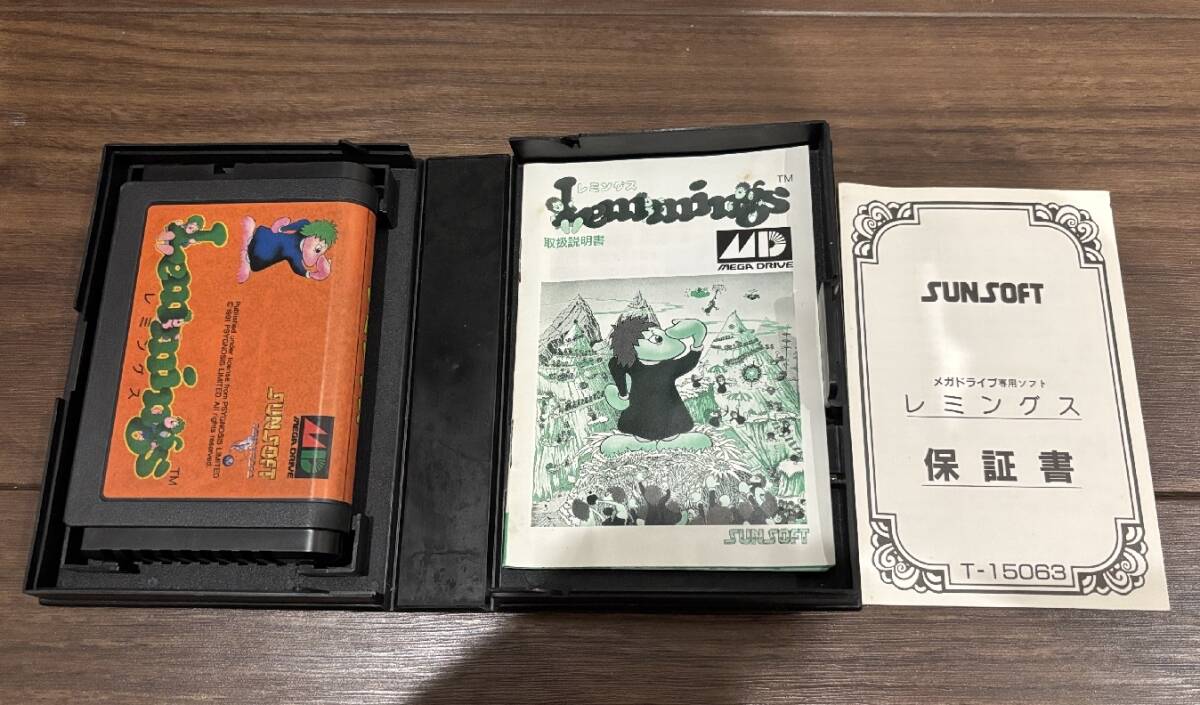 Lemmings
TM
レミングス
Published under license from PSYGNOSIS LIMITED
©1991 PSYGNOSIS LIMITED All rights reserved.
SUNSOFT
MEGA DRIVE
レミングス
Lemmings
TM
取扱説明書
MEGA DRIVE
SUNSOFT
SUNSOFT
メガドライブ専用ソフト
レミングス
保証書
T-15063